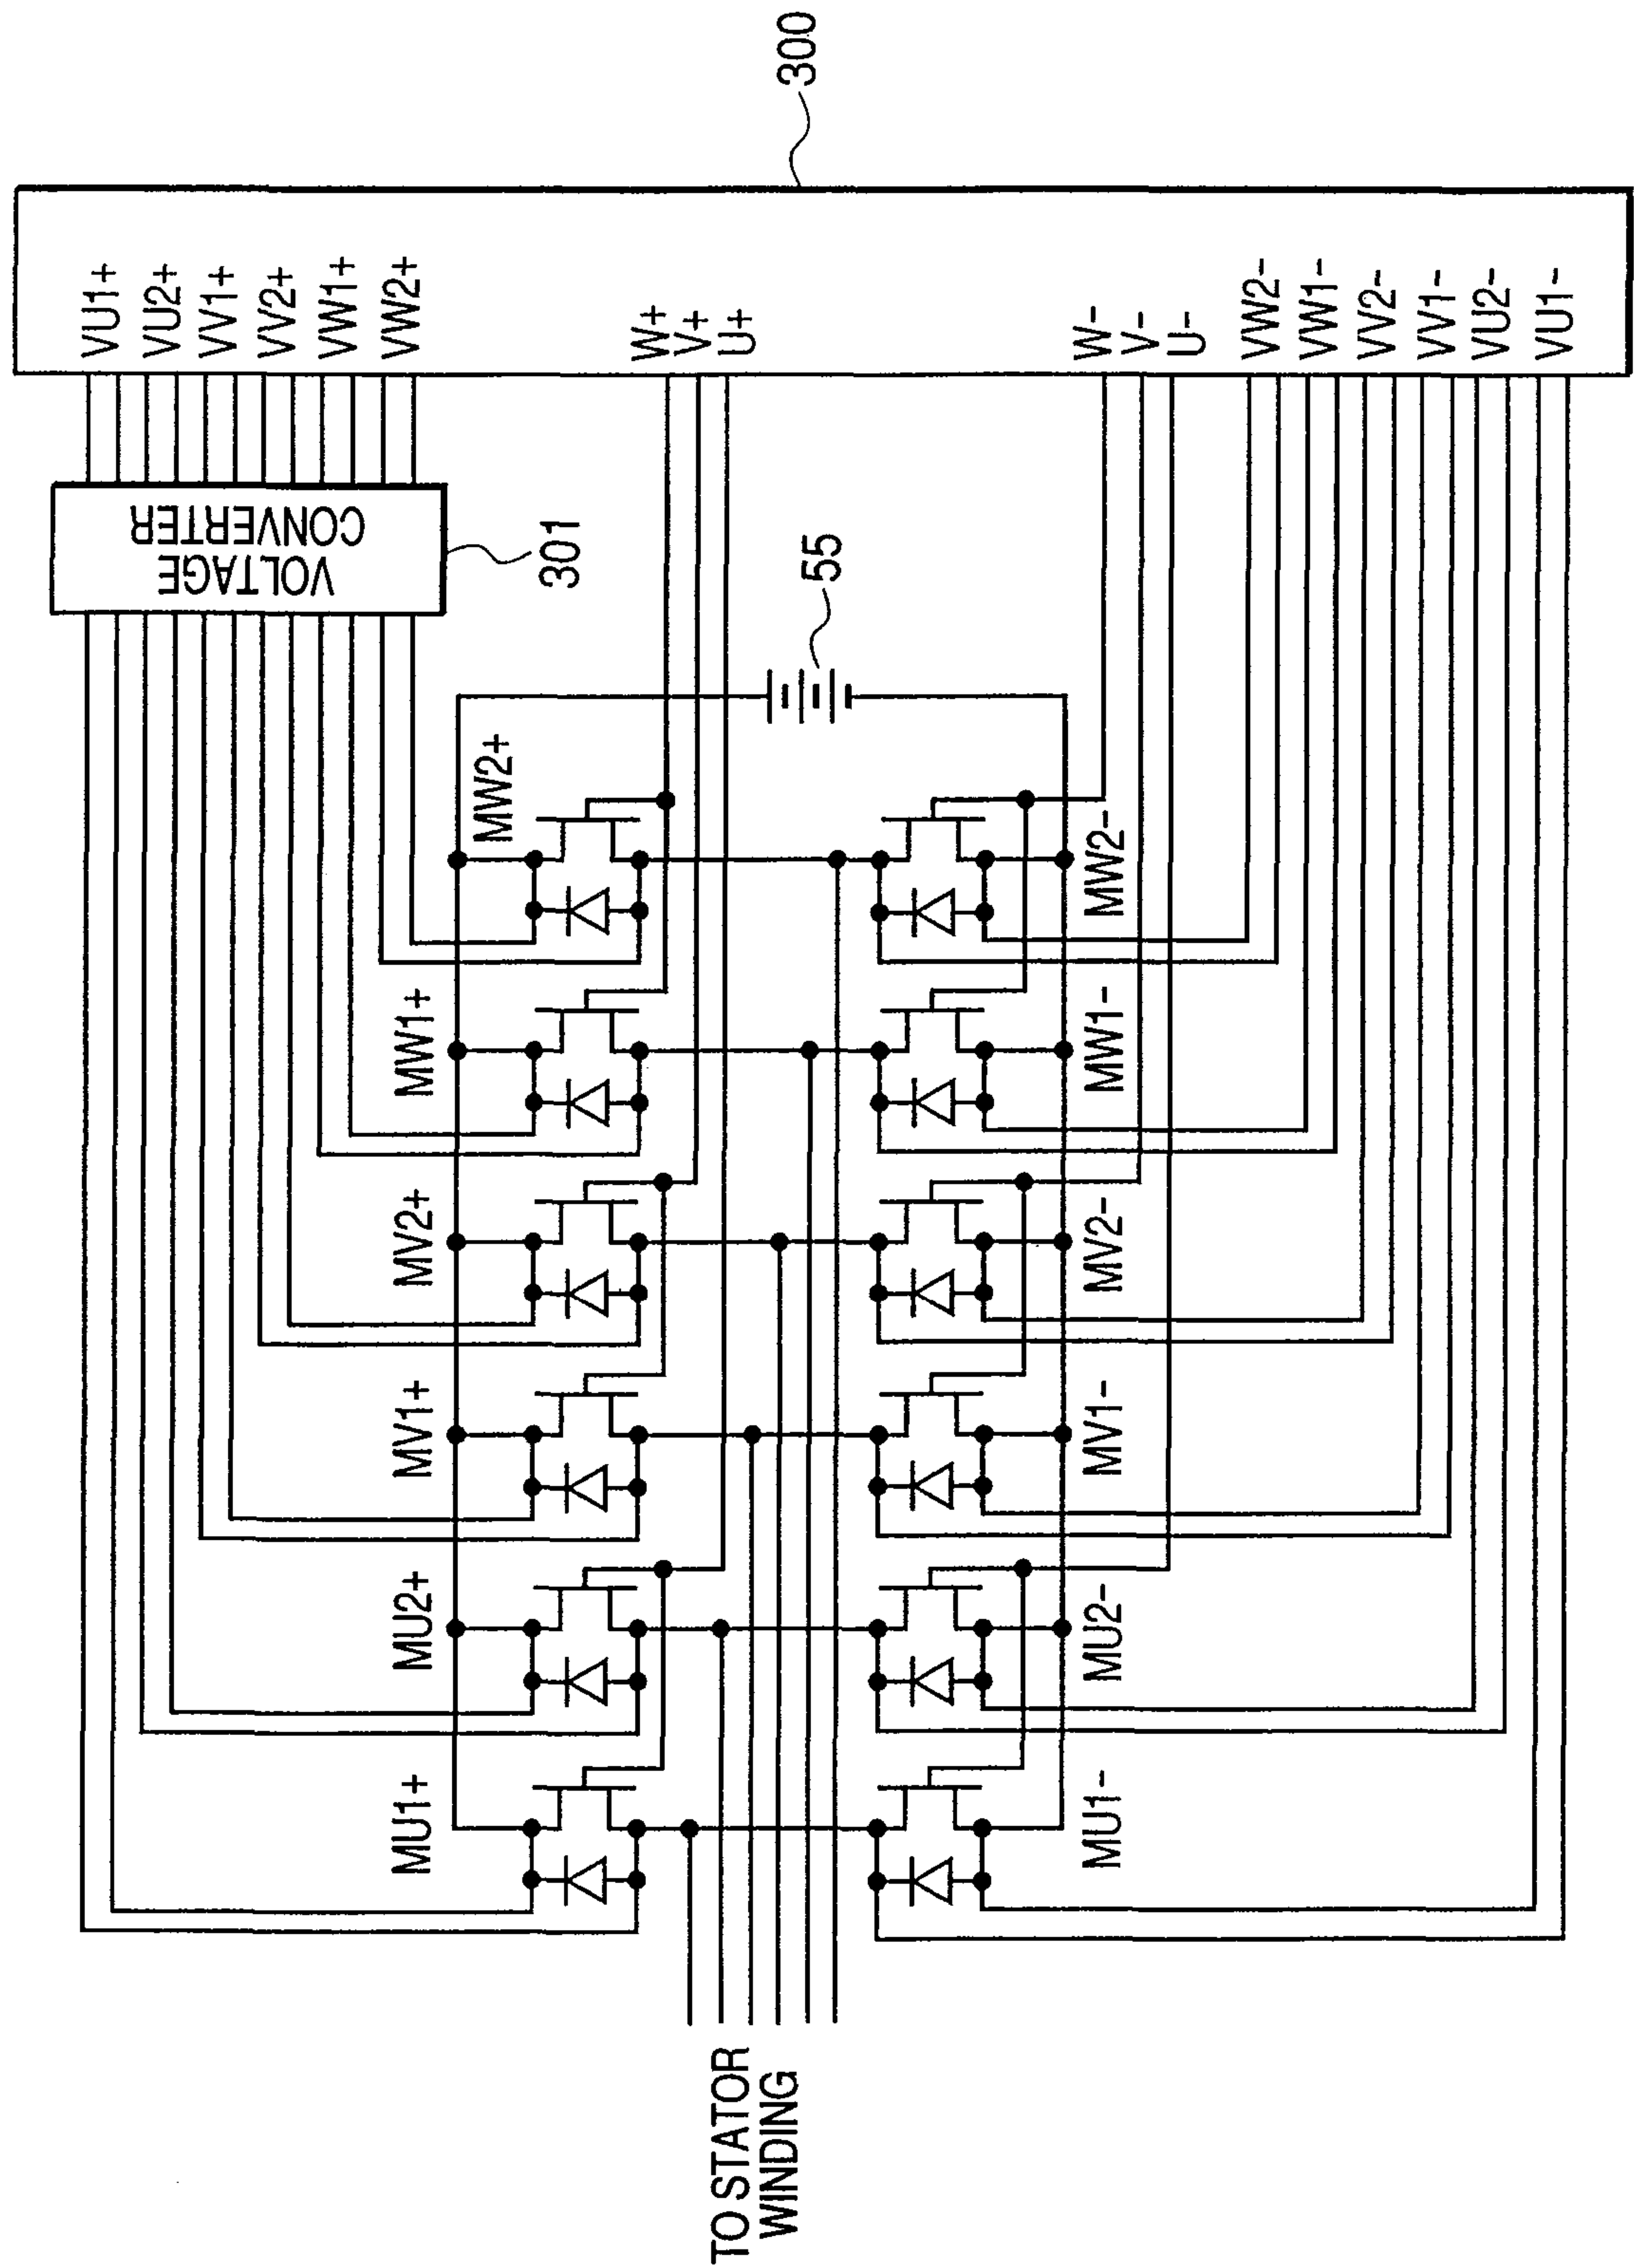 300
VU1+
VU2+
VV1+
VV2+
VW1+
VW2+
W+
V+
U+
W-
V-
U-
VW2-
VW1-
VV2-
VV1-
VU2-
VU1-
VOLTAGE
CONVERTER
301
55
MW2+
MW1+
MV2+
MV1+
MU2+
MU1+
MW2-
MW1-
MV2-
MV1-
MU2-
MU1-
TO STATOR
WINDING